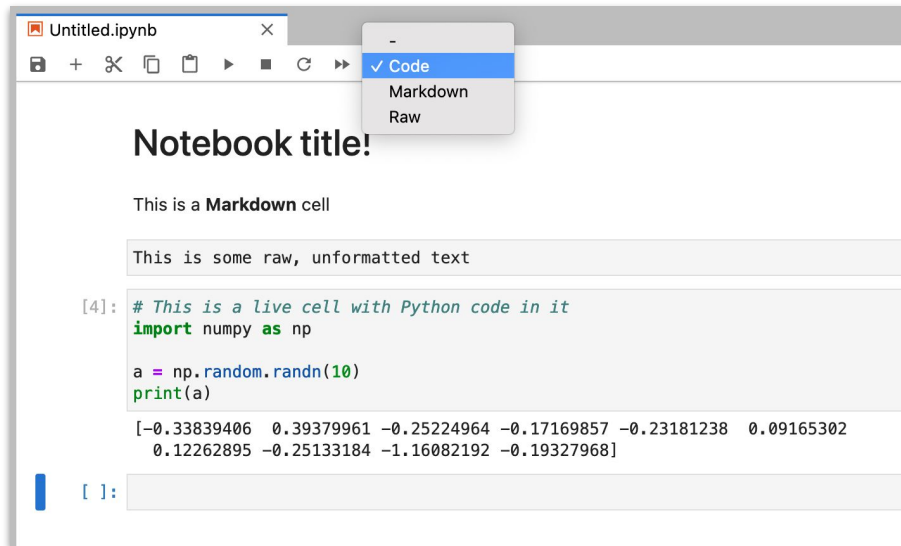 Untitled.ipynb
-
✓ Code
Markdown
Raw
Notebook title!
This is a Markdown cell
This is some raw, unformatted text
[4]: # This is a live cell with Python code in it
import numpy as np
a = np.random.randn(10)
print(a)
[-0.33839406  0.39379961 -0.25224964 -0.17169857 -0.23181238  0.09165302
  0.12262895 -0.25133184 -1.16082192 -0.19327968]
[ ]: